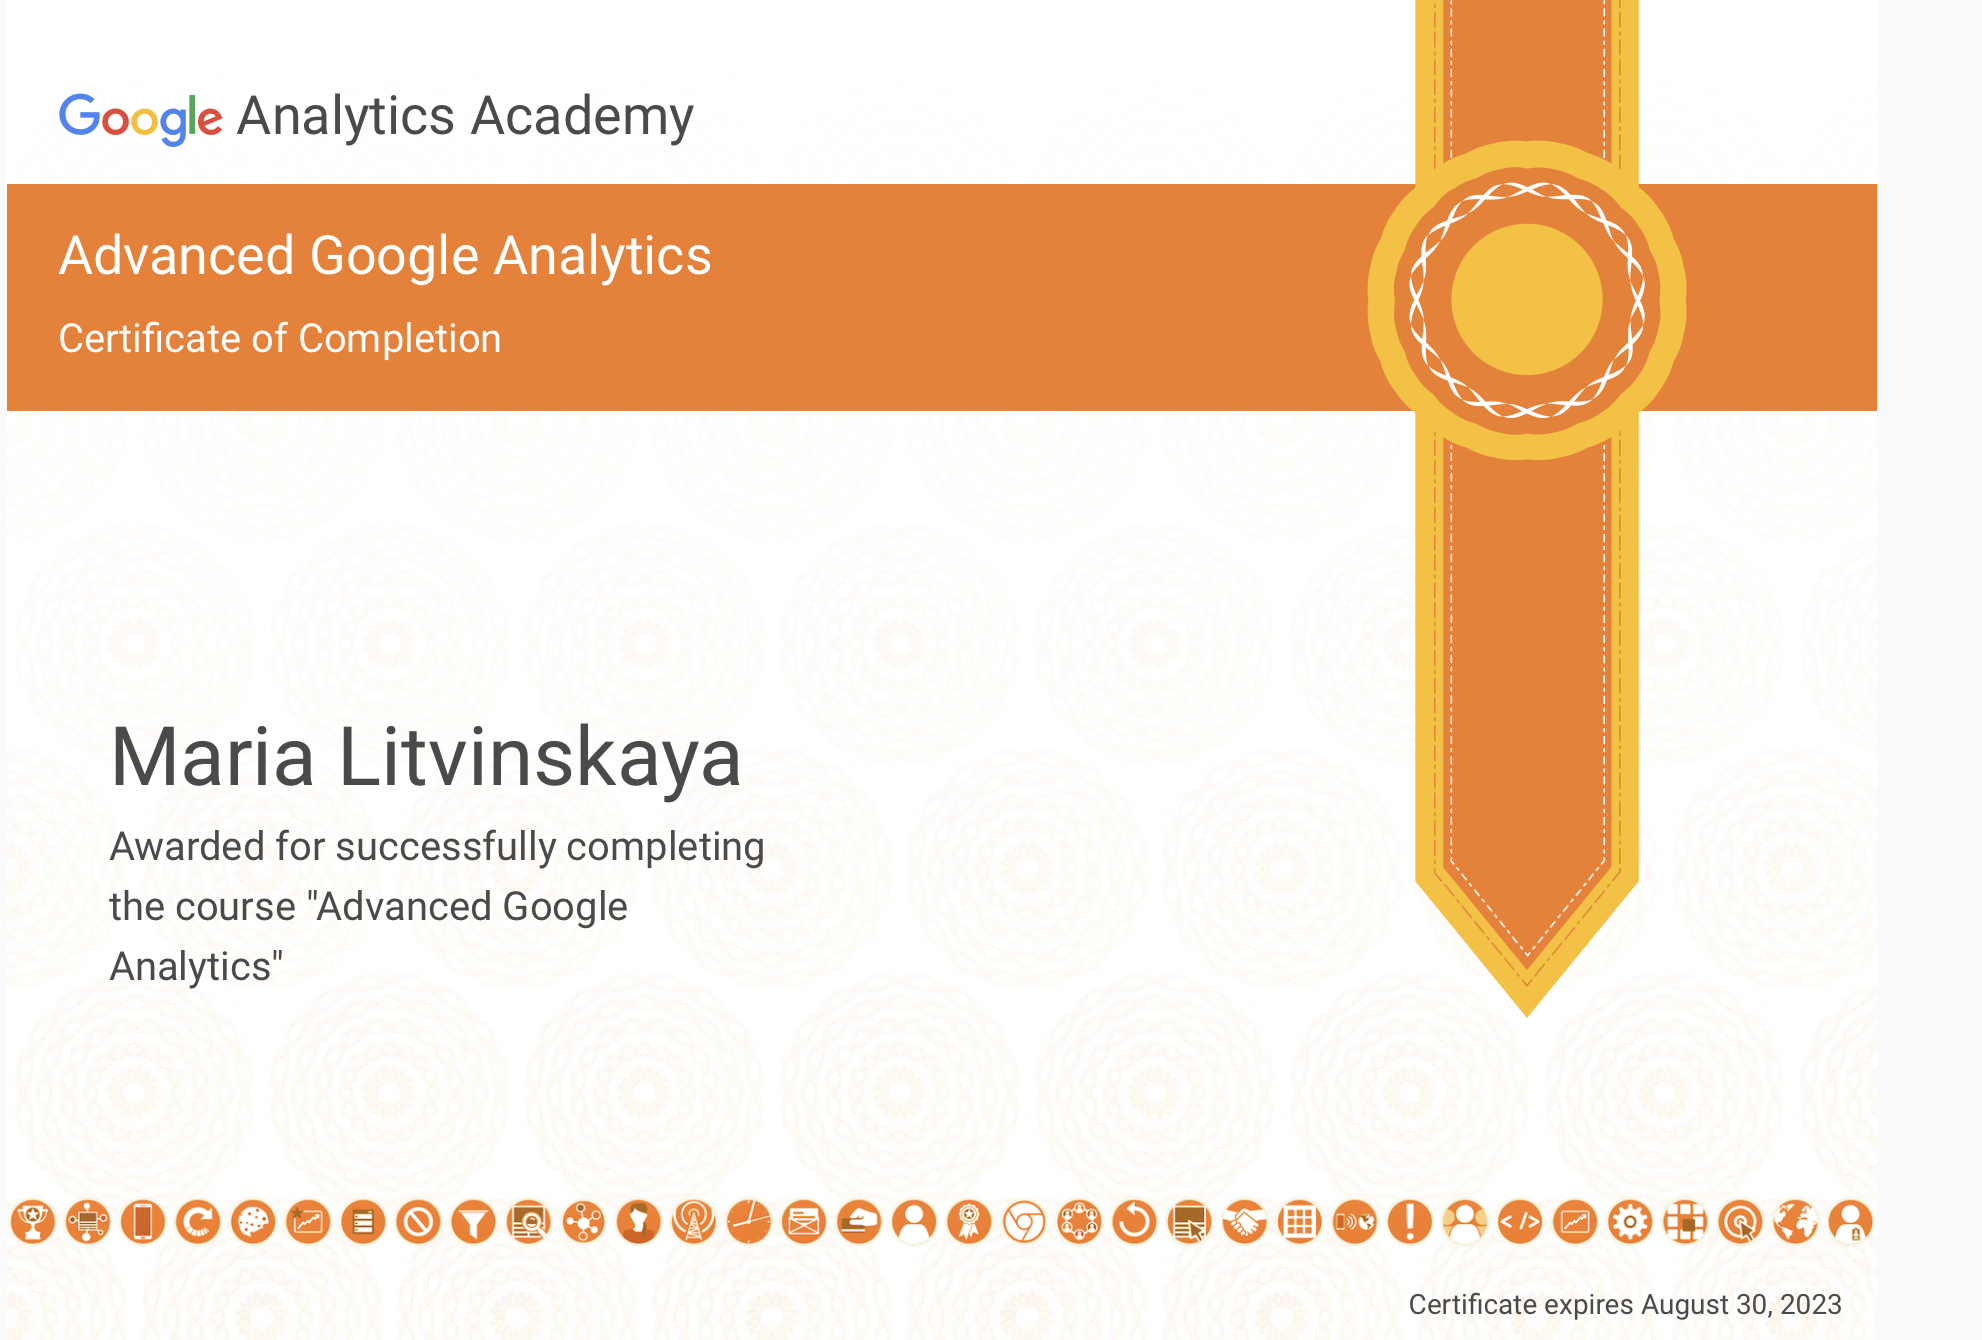 Google Analytics Academy
Advanced Google Analytics
Certificate of Completion
Maria Litvinskaya
Awarded for successfully completing
the course "Advanced Google
Analytics"
Certificate expires August 30, 2023